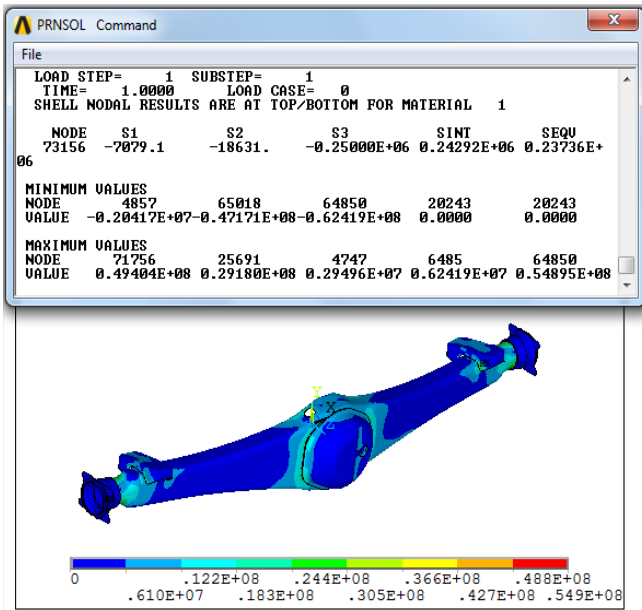 PRNSOL Command
File
LOAD STEP= 1 SUBSTEP= 1
TIME= 1.0000 LOAD CASE= 0
SHELL NODAL RESULTS ARE AT TOP/BOTTOM FOR MATERIAL 1
NODE S1 S2 S3 SINT SEQV
73156 -7079.1 -18631. -0.25000E+06 0.24292E+06 0.23736E+
06
MINIMUM VALUES
NODE 4857 65018 64850 20243 20243
VALUE -0.20417E+07-0.47171E+08-0.62419E+08 0.0000 0.0000
MAXIMUM VALUES
NODE 71756 25691 4747 6485 64850
VALUE 0.49404E+08 0.29180E+08 0.29496E+07 0.62419E+07 0.54895E+08
Y
X
Z
0 .122E+08 .244E+08 .366E+08 .488E+08
.610E+07 .183E+08 .305E+08 .427E+08 .549E+08